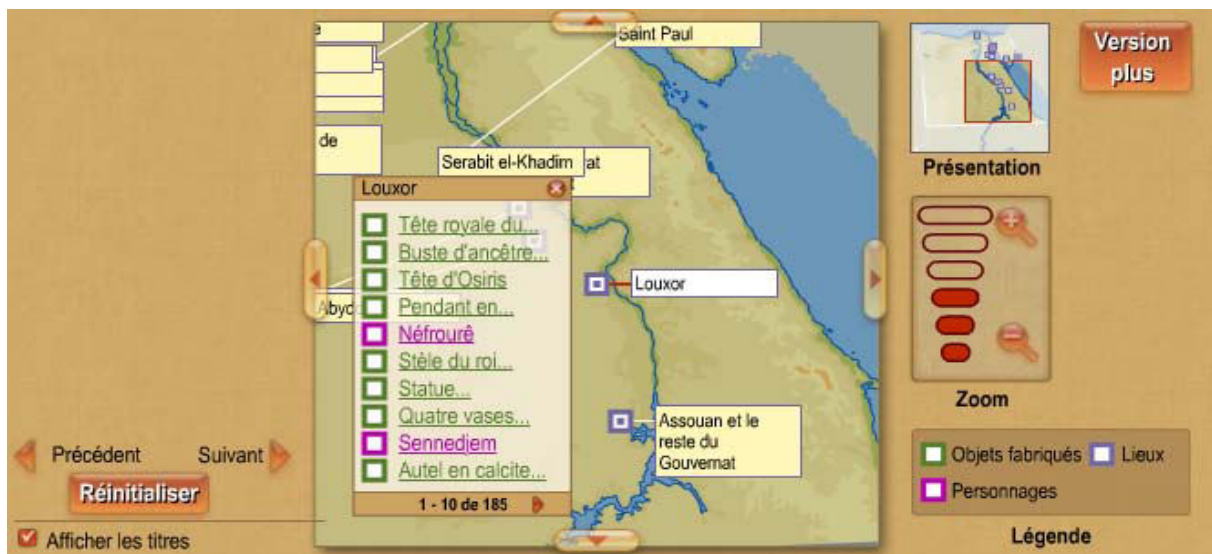 Saint Paul
de
Serabit el-Khadim
Louxor
Tête royale du...
Buste d'ancêtre...
Tête d'Osiris
Pendant en...
Néfrourê
Stèle du roi...
Statue...
Quatre vases...
Sennedjem
Autel en calcite...
1 - 10 de 185
Louxor
Assouan et le
reste du
Gouvernat
Précédent Suivant
Réinitialiser
Afficher les titres
Version
plus
Présentation
Zoom
Objets fabriqués Lieux
Personnages
Légende